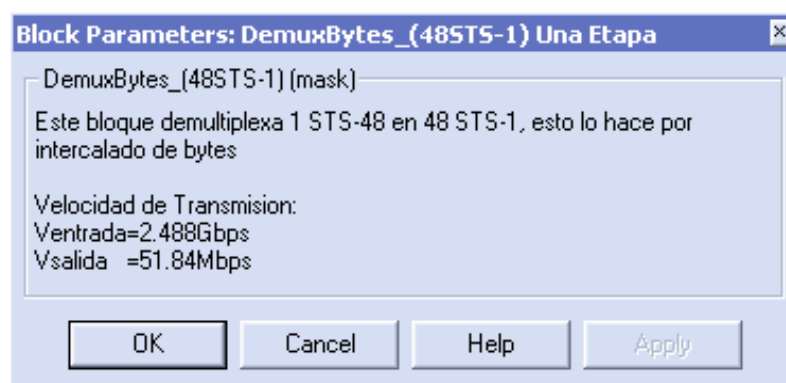 Block Parameters: DemuxBytes_(48STS-1) Una Etapa
DemuxBytes_(48STS-1) (mask)
Este bloque demultiplexa 1 STS-48 en 48 STS-1, esto lo hace por
intercalado de bytes
Velocidad de Transmision:
Ventrada=2.488Gbps
Vsalida =51.84Mbps
OK Cancel Help Apply